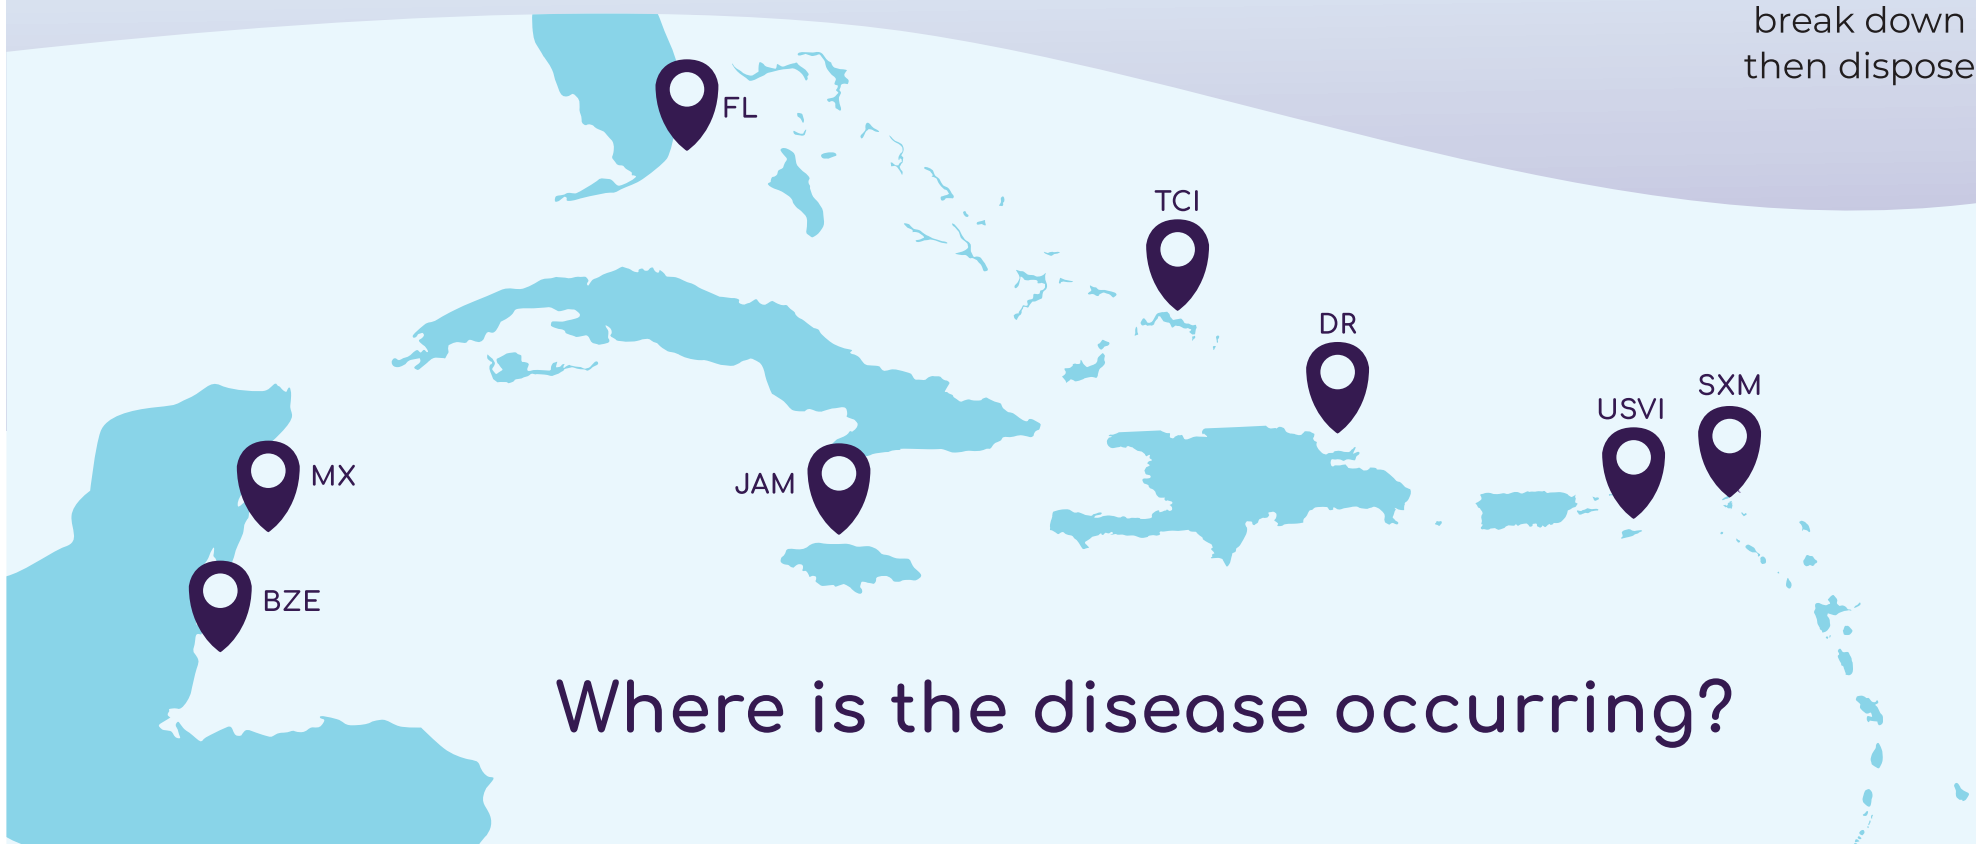 break down
then dispose
FL
TCI
DR
SXM
USVI
MX
JAM
BZE
Where is the disease occurring?